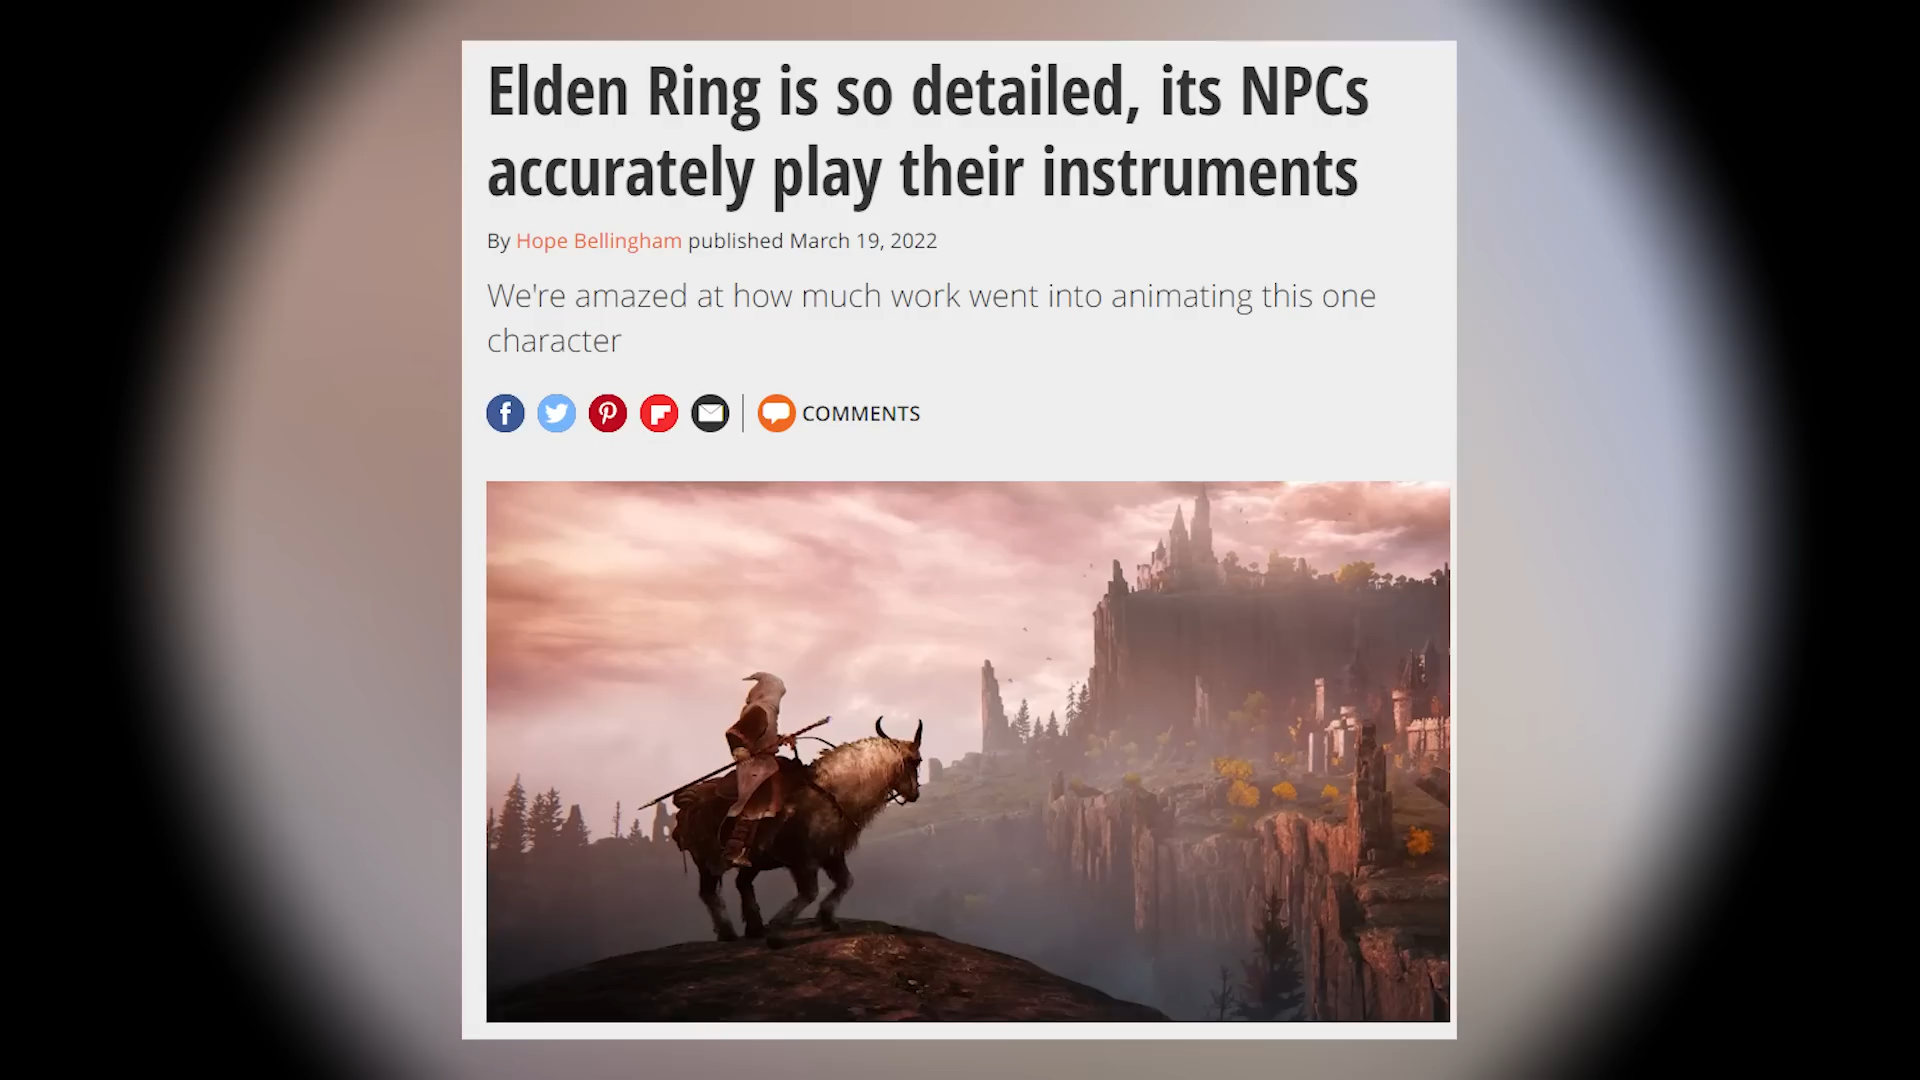 Elden Ring is so detailed, its NPCs
accurately play their instruments
By Hope Bellingham published March 19, 2022
We're amazed at how much work went into animating this one
character
COMMENTS